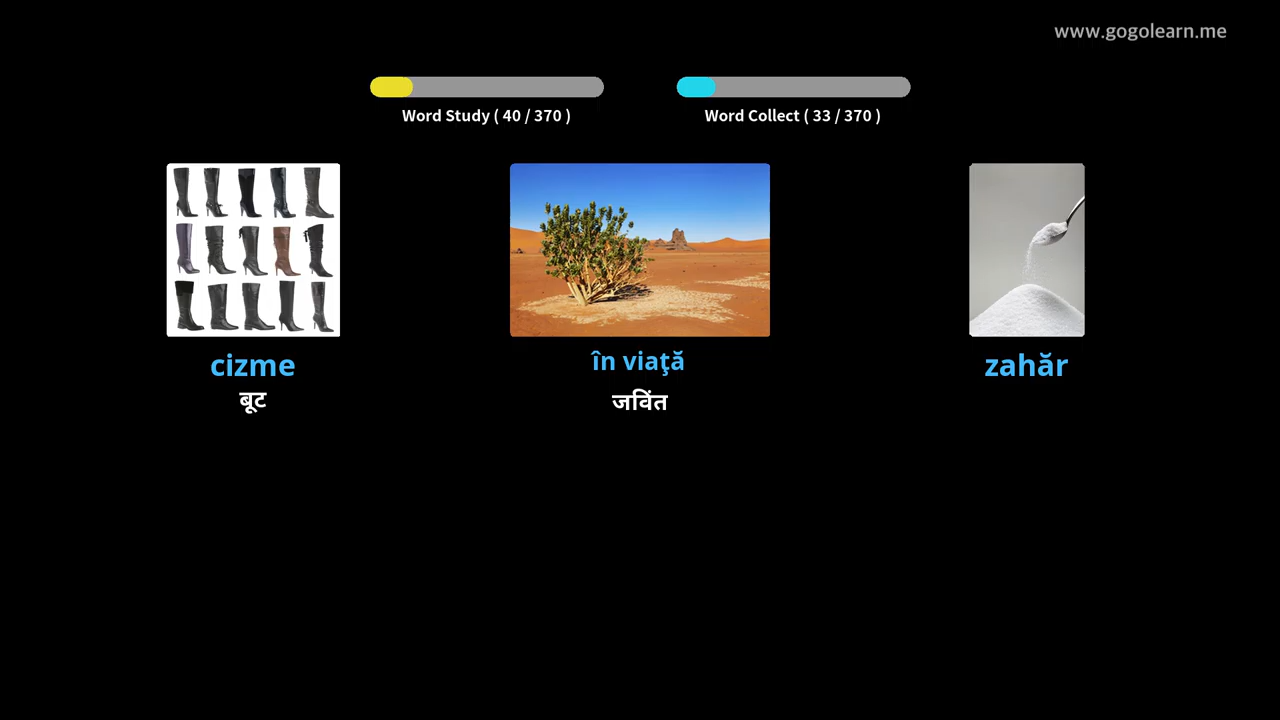 www.gogolearn.me
Word Study ( 40 / 370 )
Word Collect ( 33 / 370 )
cizme
în viaţă
zahăr
बूट
जविंत